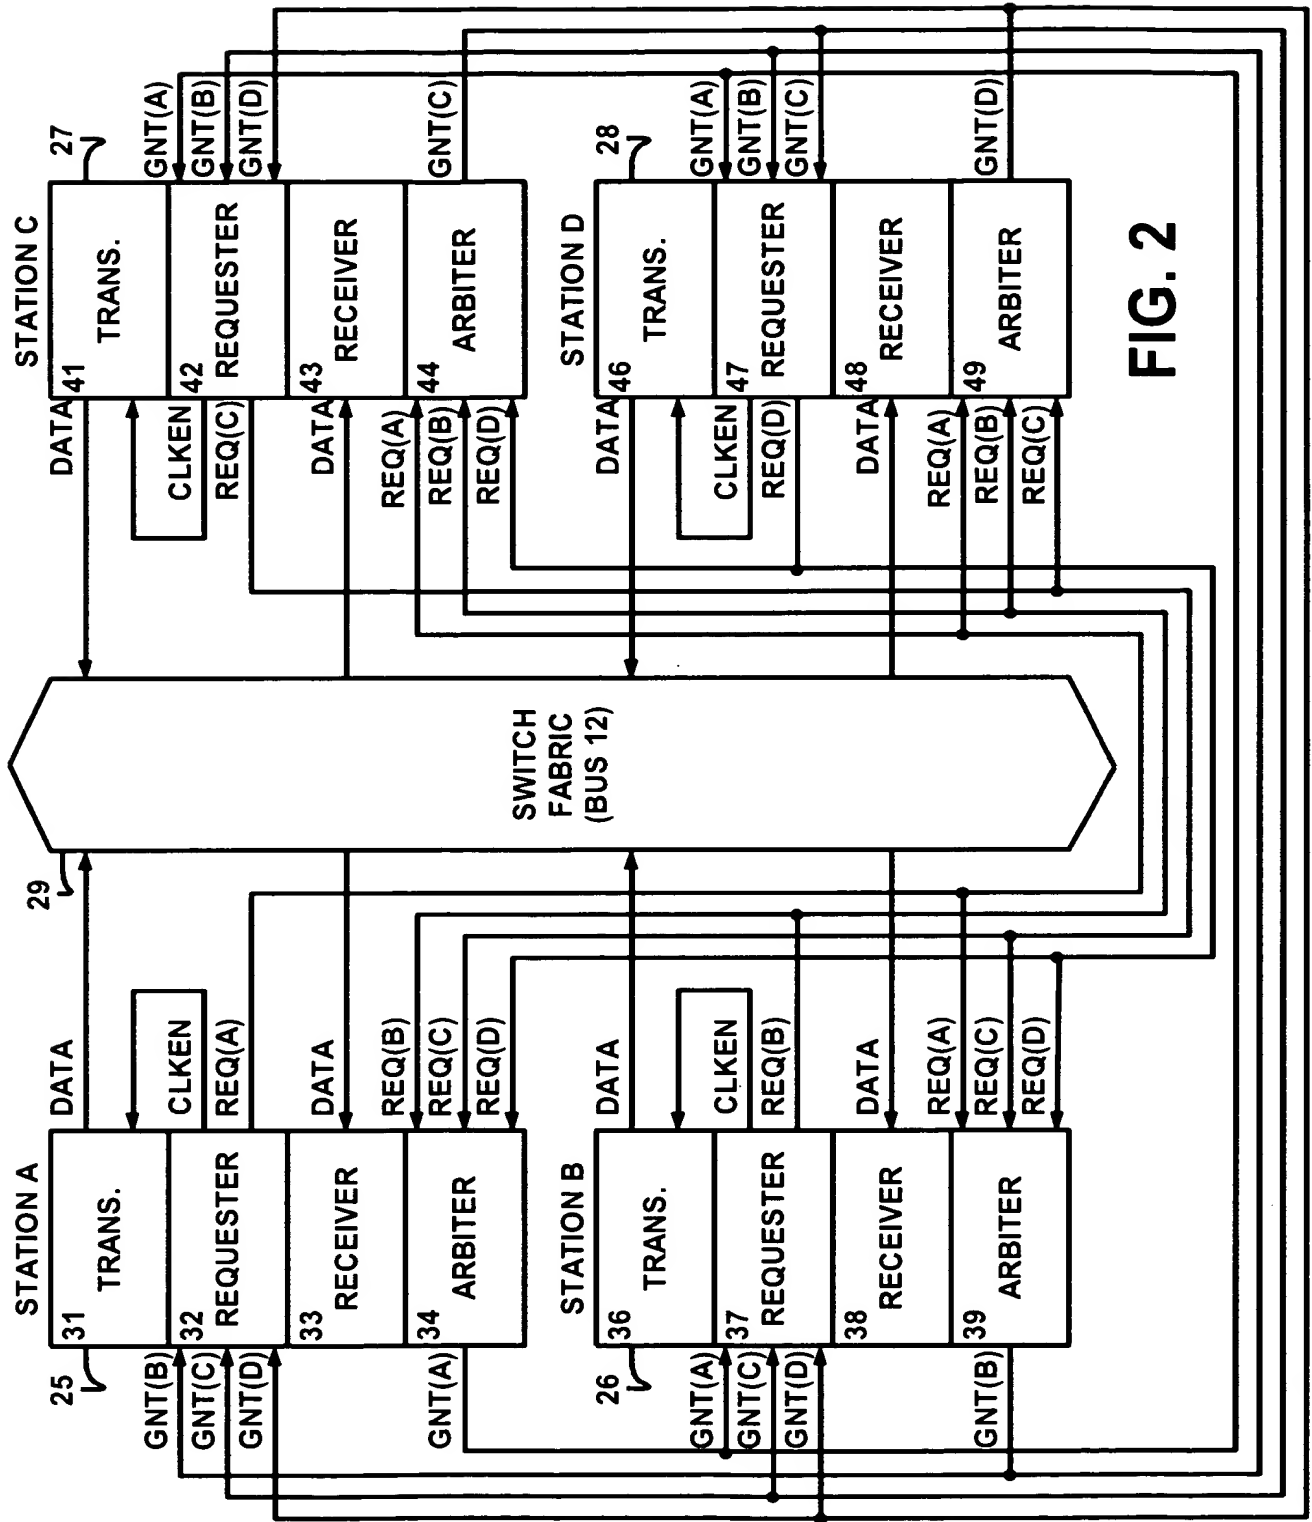 STATION A
25
31
TRANS.
32
REQUESTER
33
RECEIVER
34
ARBITER
GNT(B)
GNT(C)
GNT(D)
GNT(A)
DATA
CLKEN
REQ(A)
DATA
REQ(B)
REQ(C)
REQ(D)
29
SWITCH
FABRIC
(BUS 12)
STATION C
27
41
TRANS.
42
REQUESTER
43
RECEIVER
44
ARBITER
DATA
CLKEN
REQ(C)
DATA
REQ(A)
REQ(B)
REQ(D)
GNT(A)
GNT(B)
GNT(D)
GNT(C)
STATION B
26
36
TRANS.
37
REQUESTER
38
RECEIVER
39
ARBITER
GNT(A)
GNT(C)
GNT(D)
GNT(B)
DATA
CLKEN
REQ(B)
DATA
REQ(A)
REQ(C)
REQ(D)
STATION D
28
46
TRANS.
47
REQUESTER
48
RECEIVER
49
ARBITER
DATA
CLKEN
REQ(D)
DATA
REQ(A)
REQ(B)
REQ(C)
GNT(A)
GNT(B)
GNT(C)
GNT(D)
FIG. 2